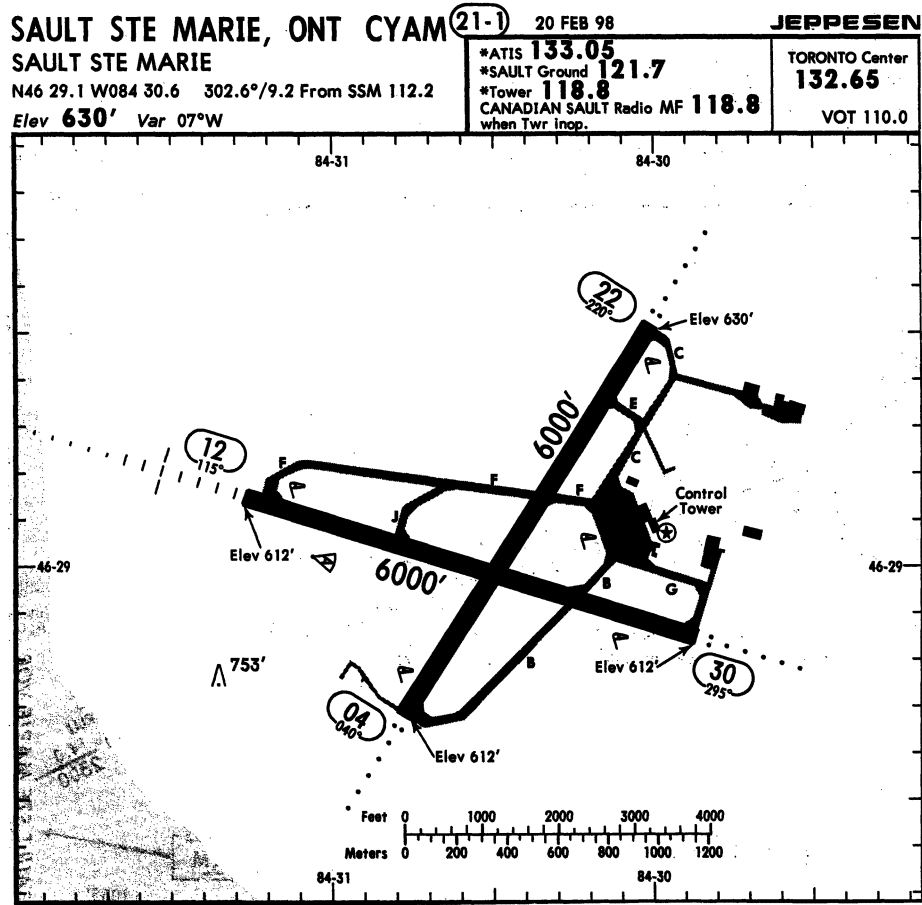 SAULT STE MARIE, ONT CYAM 21-1 20 FEB 98 JEPPESEN
SAULT STE MARIE
N46 29.1 W084 30.6 302.6°/9.2 From SSM 112.2
Elev 630' Var 07°W
*ATIS 133.05
*SAULT Ground 121.7
*Tower 118.8
CANADIAN SAULT Radio MF 118.8
when Twr inop.
TORONTO Center
132.65
VOT 110.0
84-31 84-30
22
220°
Elev 630'
C
E
6000'
12
115°
C
F F F
Control
Tower
J
Elev 612'
46-29 46-29
6000'
B G
753'
B
Elev 612'
30
295°
04
040°
Elev 612'
Feet 0 1000 2000 3000 4000
Meters 0 200 400 600 800 1000 1200
84-31 84-30